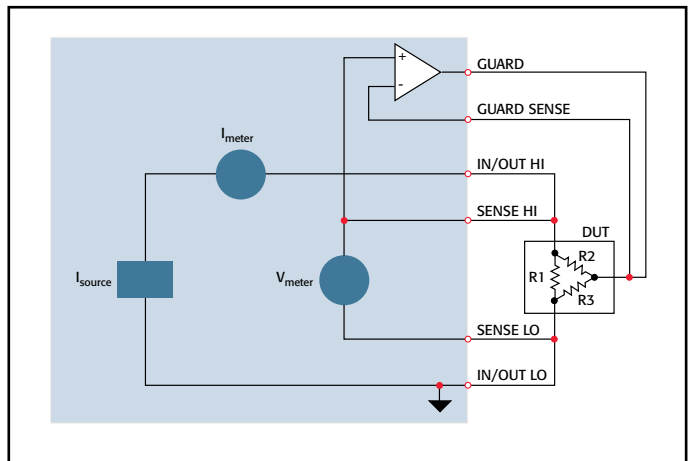 +
GUARD
-
GUARD SENSE
Imeter
IN/OUT HI
SENSE HI
DUT
R2
R1
R3
Isource
Vmeter
SENSE LO
IN/OUT LO